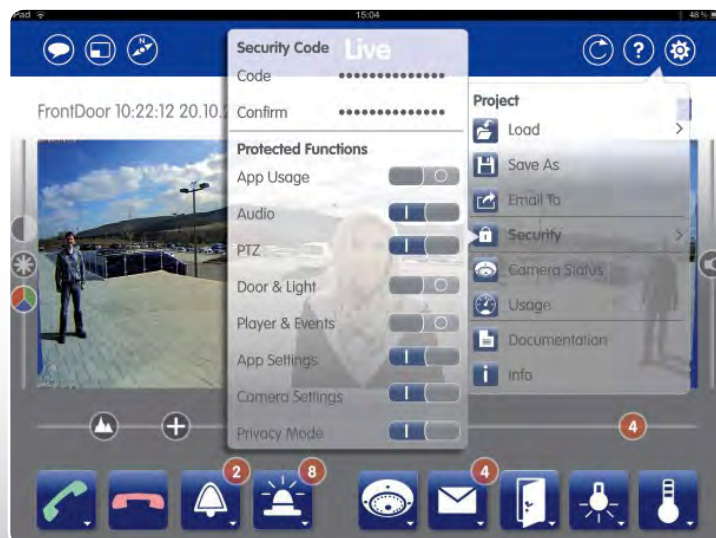 Pad 15:04 48 %
Live
N
?
FrontDoor 10:22:12 20.10.
Security Code
Code ••••••••••••••
Confirm ••••••••••••••
Protected Functions
App Usage
Audio
PTZ
Door & Light
Player & Events
App Settings
Camera Settings
Privacy Mode
Project
Load
Save As
Email To
Security
Camera Status
Usage
Documentation
Info
4
2
8
4